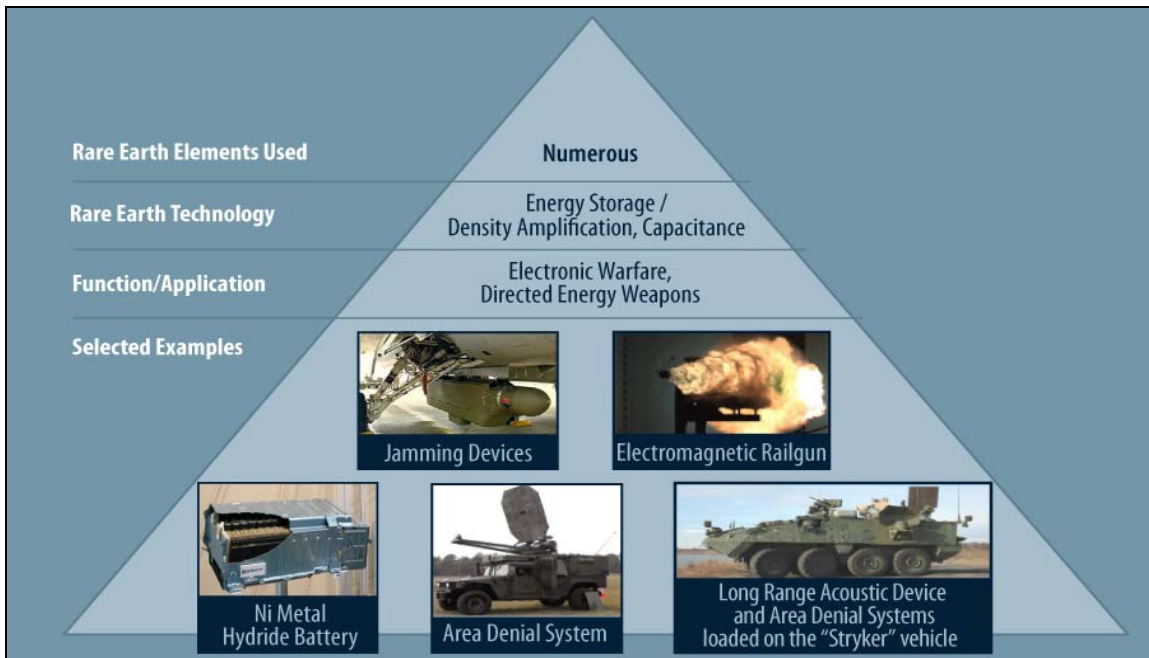 Rare Earth Elements Used
Numerous
Rare Earth Technology
Energy Storage /
Density Amplification, Capacitance
Function/Application
Electronic Warfare,
Directed Energy Weapons
Selected Examples
Jamming Devices
Electromagnetic Railgun
Ni Metal
Hydride Battery
Area Denial System
Long Range Acoustic Device
and Area Denial Systems
loaded on the “Stryker” vehicle